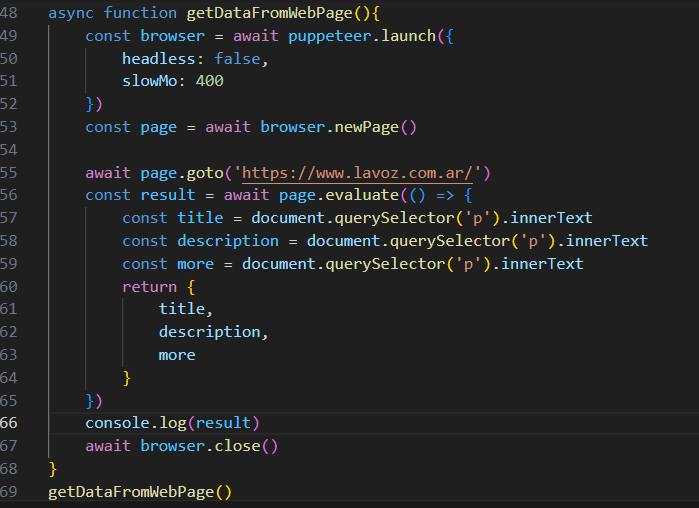 48 async function getDataFromWebPage(){
49     const browser = await puppeteer.launch({
50         headless: false,
51         slowMo: 400
52     })
53     const page = await browser.newPage()
54
55     await page.goto('https://www.lavoz.com.ar/')
56     const result = await page.evaluate(() => {
57         const title = document.querySelector('p').innerText
58         const description = document.querySelector('p').innerText
59         const more = document.querySelector('p').innerText
60         return {
61             title,
62             description,
63             more
64         }
65     })
66     console.log(result)
67     await browser.close()
68 }
69 getDataFromWebPage()